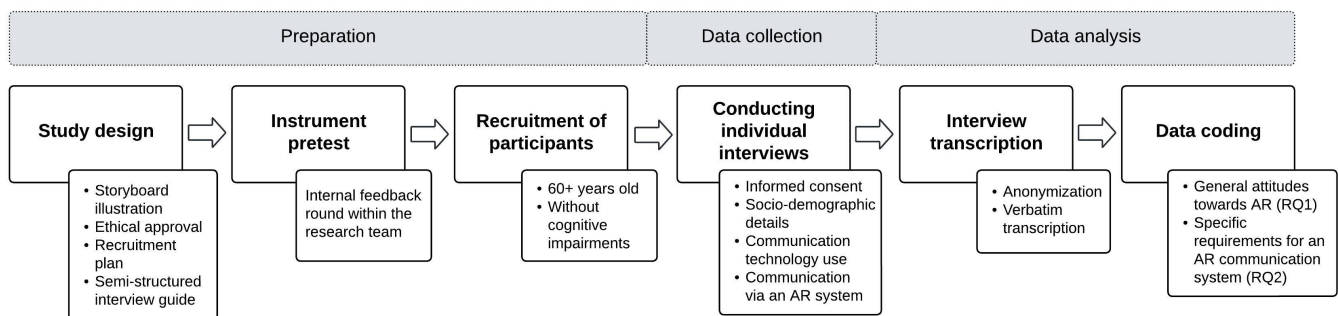 Preparation
Data collection
Data analysis
Study design
• Storyboard
illustration
• Ethical approval
• Recruitment
plan
• Semi-structured
interview guide
Instrument
pretest
Internal feedback
round within the
research team
Recruitment of
participants
• 60+ years old
• Without
cognitive
impairments
Conducting
individual
interviews
• Informed consent
• Socio-demographic
details
• Communication
technology use
• Communication
via an AR system
Interview
transcription
• Anonymization
• Verbatim
transcription
Data coding
• General attitudes
towards AR (RQ1)
• Specific
requirements for an
AR communication
system (RQ2)